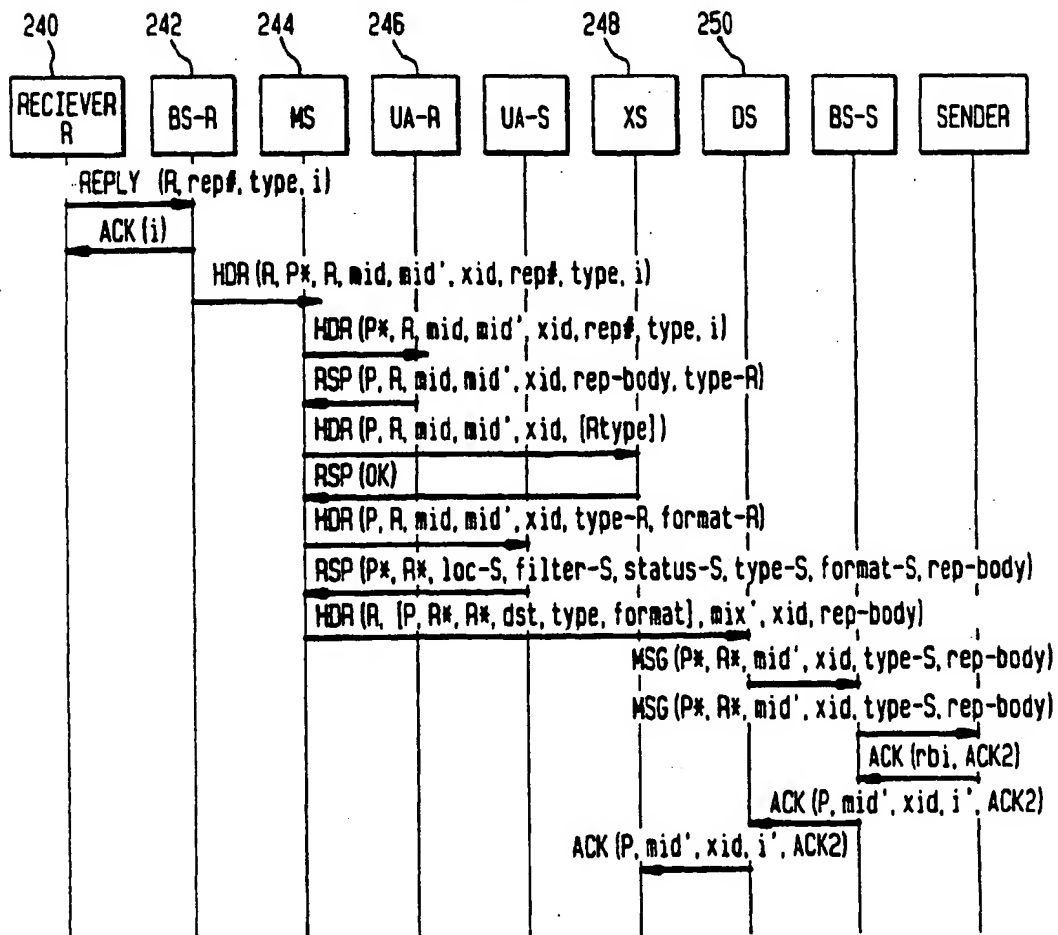 240 242 244 246 248 250
RECIEVER
R
BS-R
MS
UA-R
UA-S
XS
DS
BS-S
SENDER
REPLY (R, rep#, type, i)
ACK (i)
HDR (R, P*, R, mid, mid', xid, rep#, type, i)
HDR (P*, R, mid, mid', xid, rep#, type, i)
RSP (P, R, mid, mid', xid, rep-body, type-R)
HDR (P, R, mid, mid', xid, [Rtype])
RSP (OK)
HDR (P, R, mid, mid', xid, type-R, format-R)
RSP (P*, R*, loc-S, filter-S, status-S, type-S, format-S, rep-body)
HDR (R, [P, R*, R*, dst, type, format], mix', xid, rep-body)
MSG (P*, R*, mid', xid, type-S, rep-body)
MSG (P*, R*, mid', xid, type-S, rep-body)
ACK (rbi, ACK2)
ACK (P, mid', xid, i', ACK2)
ACK (P, mid', xid, i', ACK2)